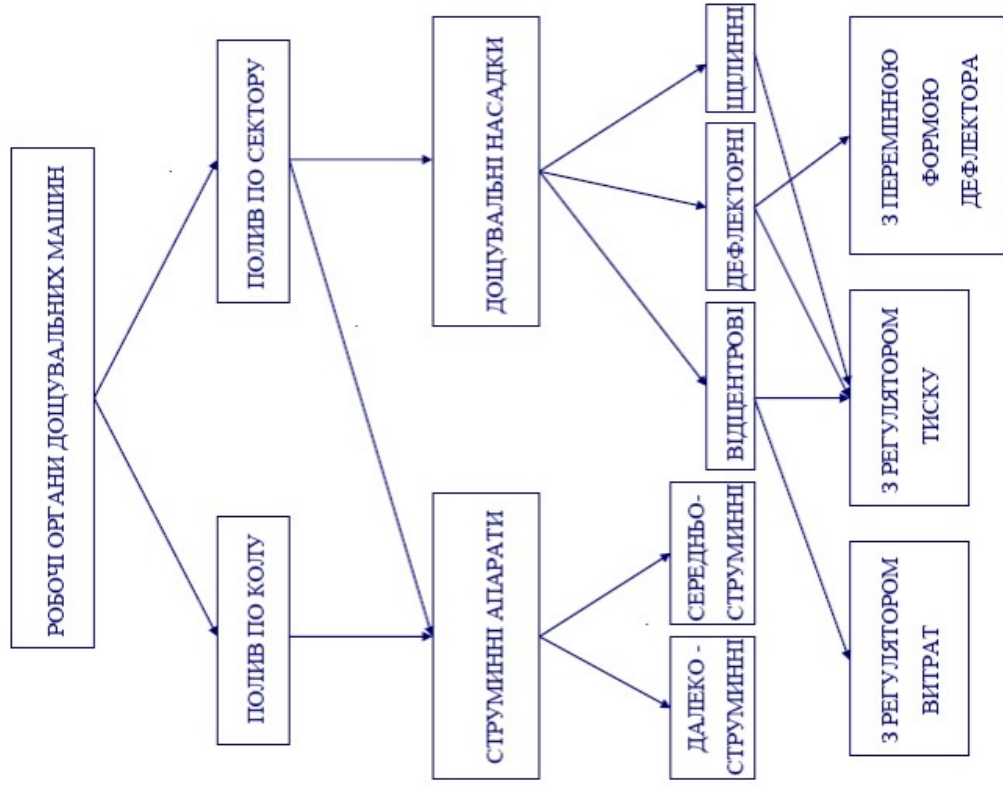 РОБОЧІ ОРГАНИ ДОЩУВАЛЬНИХ МАШИН
ПОЛИВ ПО КОЛУ
ПОЛИВ ПО СЕКТОРУ
СТРУМИННІ АПАРАТИ
ДОЩУВАЛЬНІ НАСАДКИ
ДАЛЕКО -
СТРУМИННІ
СЕРЕДНЬО-
СТРУМИННІ
ВІДЦЕНТРОВІ
ДЕФЛЕКТОРНІ
ЩІЛИННІ
З РЕГУЛЯТОРОМ
ВИТРАТ
З РЕГУЛЯТОРОМ
ТИСКУ
З ПЕРЕМІННОЮ
ФОРМОЮ
ДЕФЛЕКТОРА